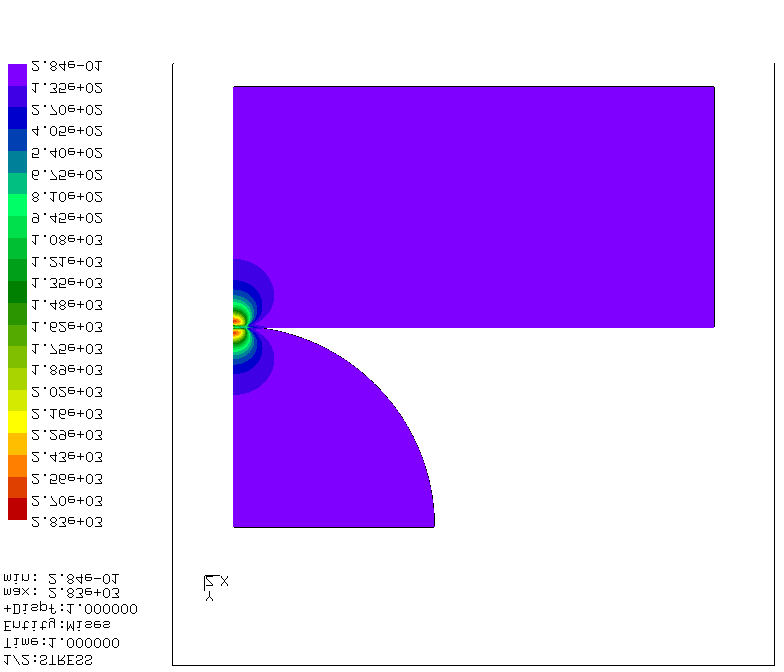 2.84e-01
1.35e+02
2.70e+02
4.05e+02
5.40e+02
6.75e+02
8.10e+02
9.45e+02
1.08e+03
1.21e+03
1.35e+03
1.48e+03
1.62e+03
1.75e+03
1.89e+03
2.02e+03
2.16e+03
2.29e+03
2.43e+03
2.56e+03
2.70e+03
2.83e+03
min: 2.84e-01
max: 2.83e+03
+Dispf:1.000000
Entity:Mises
Time:1.000000
1/2:STRESS
Z X
Y